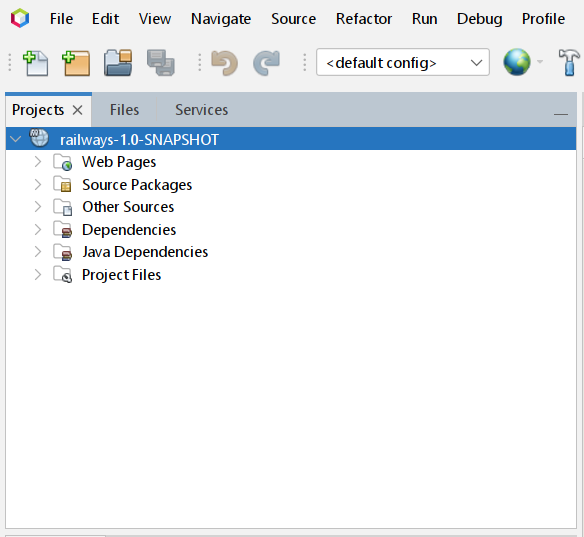 File Edit View Navigate Source Refactor Run Debug Profile
<default config>
Projects Files Services
railways-1.0-SNAPSHOT
Web Pages
Source Packages
Other Sources
Dependencies
Java Dependencies
Project Files